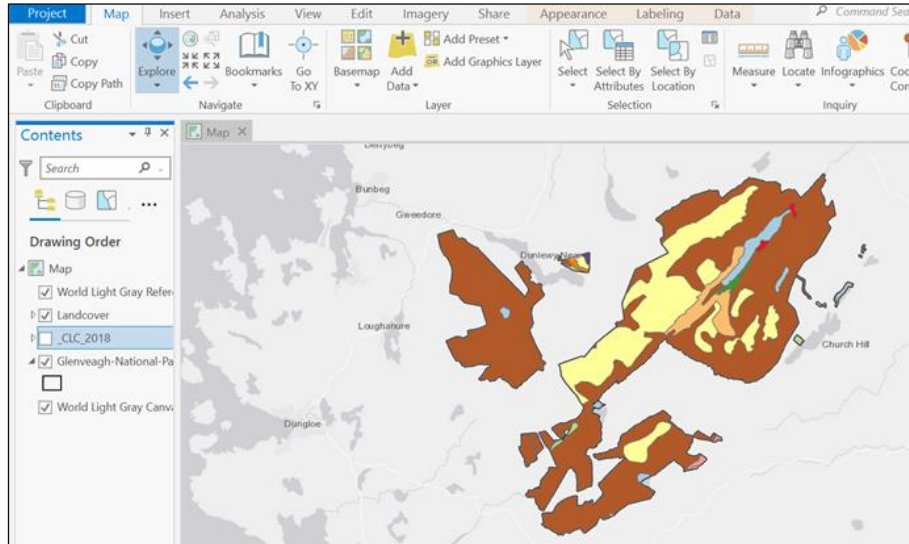 Project Map Insert Analysis View Edit Imagery Share Appearance Labeling Data Command Sea
Cut
Copy
Copy Path
Paste
Clipboard
Explore
Bookmarks
Go
To XY
Navigate
Basemap
Add
Data
Add Preset
Add Graphics Layer
Layer
Select
Select By
Attributes
Select By
Location
Selection
Measure
Locate
Infographics
Coo
Con
Inquiry
Contents
Search
Drawing Order
Map
World Light Gray Refer
Landcover
_CLC_2018
Glenveagh-National-Pa
World Light Gray Canva
Map
Derrybeg
Bunbeg
Gweedore
Loughanure
Dungloe
Church Hill